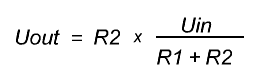 Uout = R2 x Uin / R1 + R2